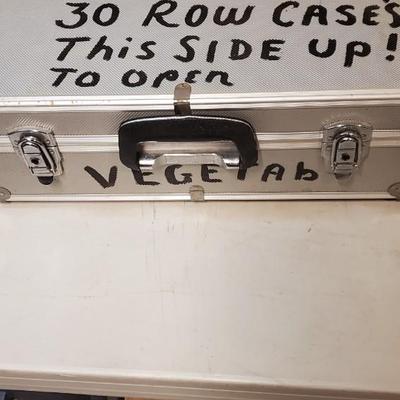 30 ROW CASES
This SIDE UP!
TO OPEN
VEGETAb